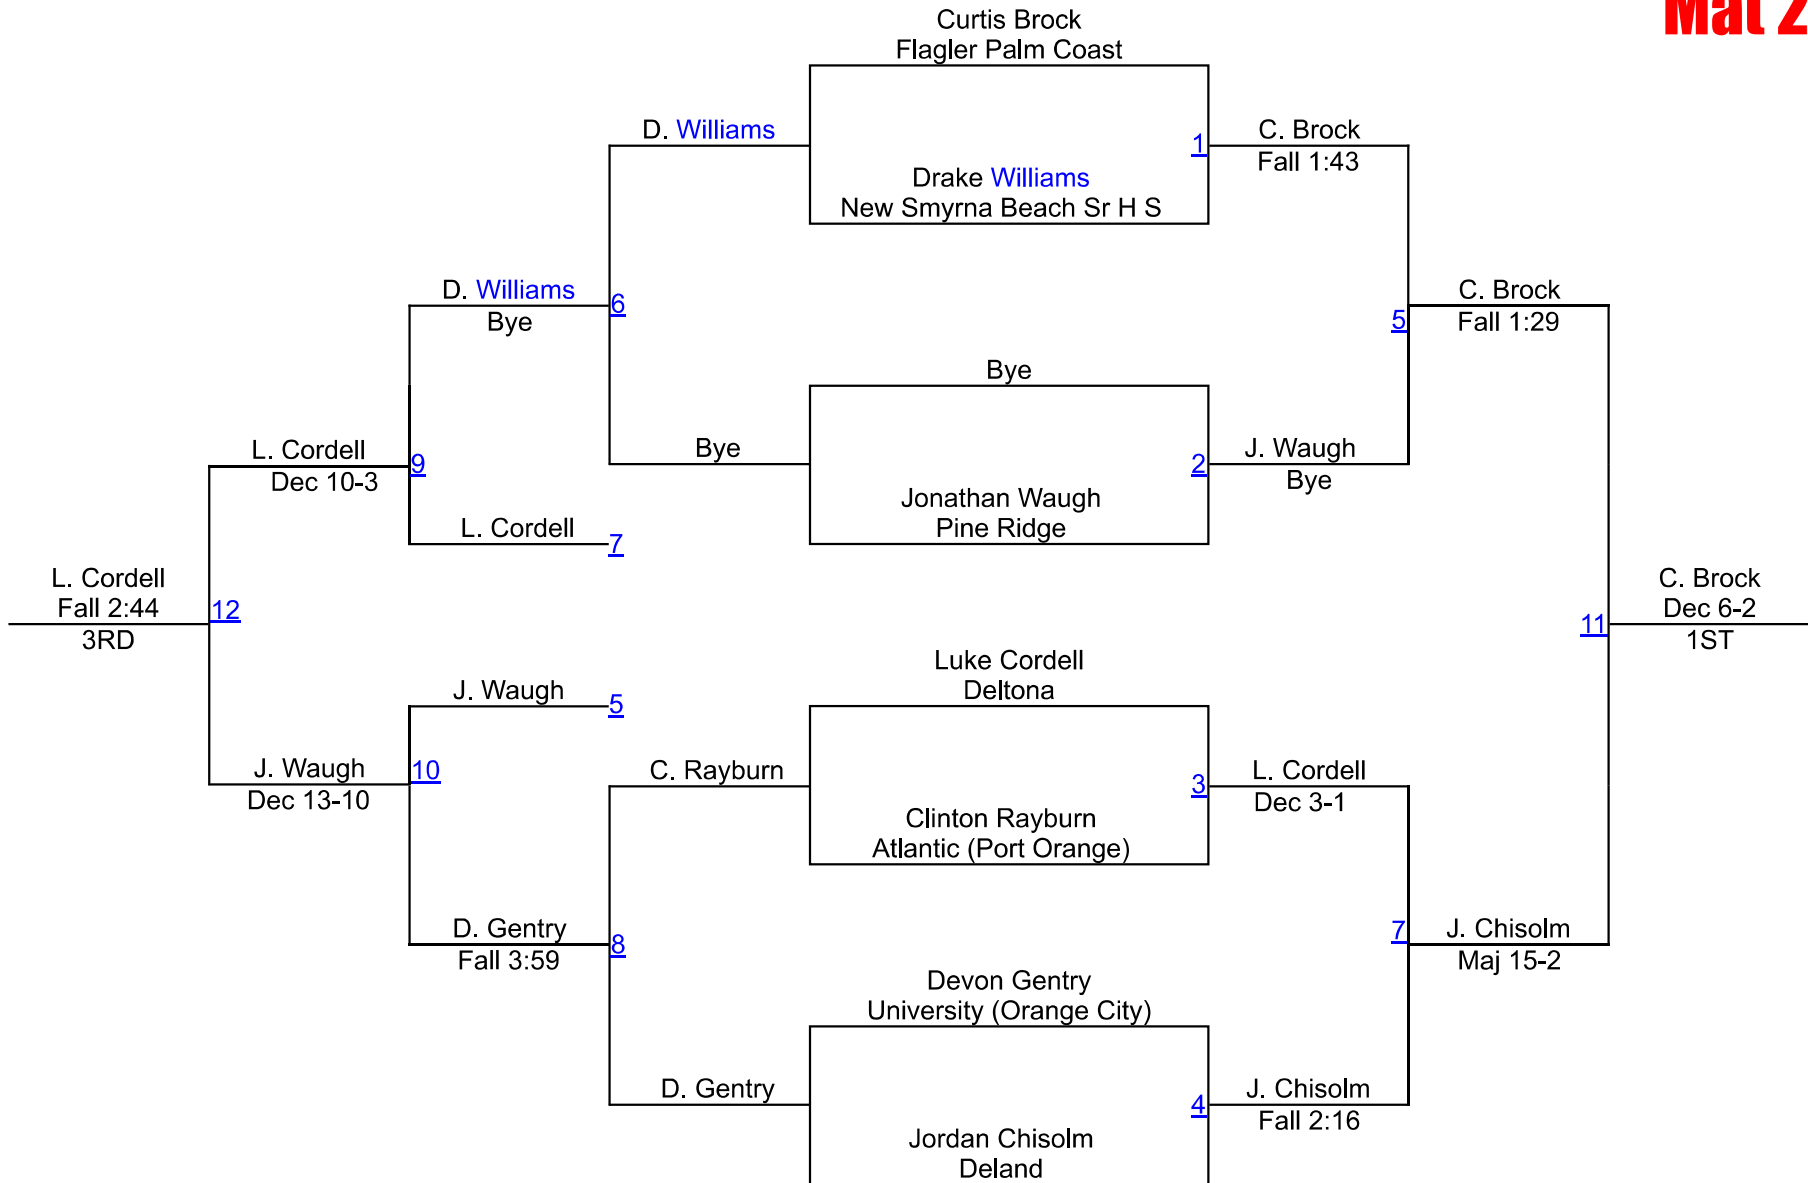 Mat 2
Curtis Brock
Flagler Palm Coast
D. Williams
1
C. Brock
Fall 1:43
Drake Williams
New Smyrna Beach Sr H S
D. Williams
Bye
6
C. Brock
Fall 1:29
5
Bye
L. Cordell
Dec 10-3
9
Bye
2
J. Waugh
Bye
Jonathan Waugh
Pine Ridge
L. Cordell
7
L. Cordell
Fall 2:44
3RD
12
C. Brock
Dec 6-2
1ST
11
Luke Cordell
Deltona
J. Waugh
5
J. Waugh
Dec 13-10
10
C. Rayburn
3
L. Cordell
Dec 3-1
Clinton Rayburn
Atlantic (Port Orange)
D. Gentry
Fall 3:59
8
7
J. Chisolm
Maj 15-2
Devon Gentry
University (Orange City)
D. Gentry
4
J. Chisolm
Fall 2:16
Jordan Chisolm
Deland